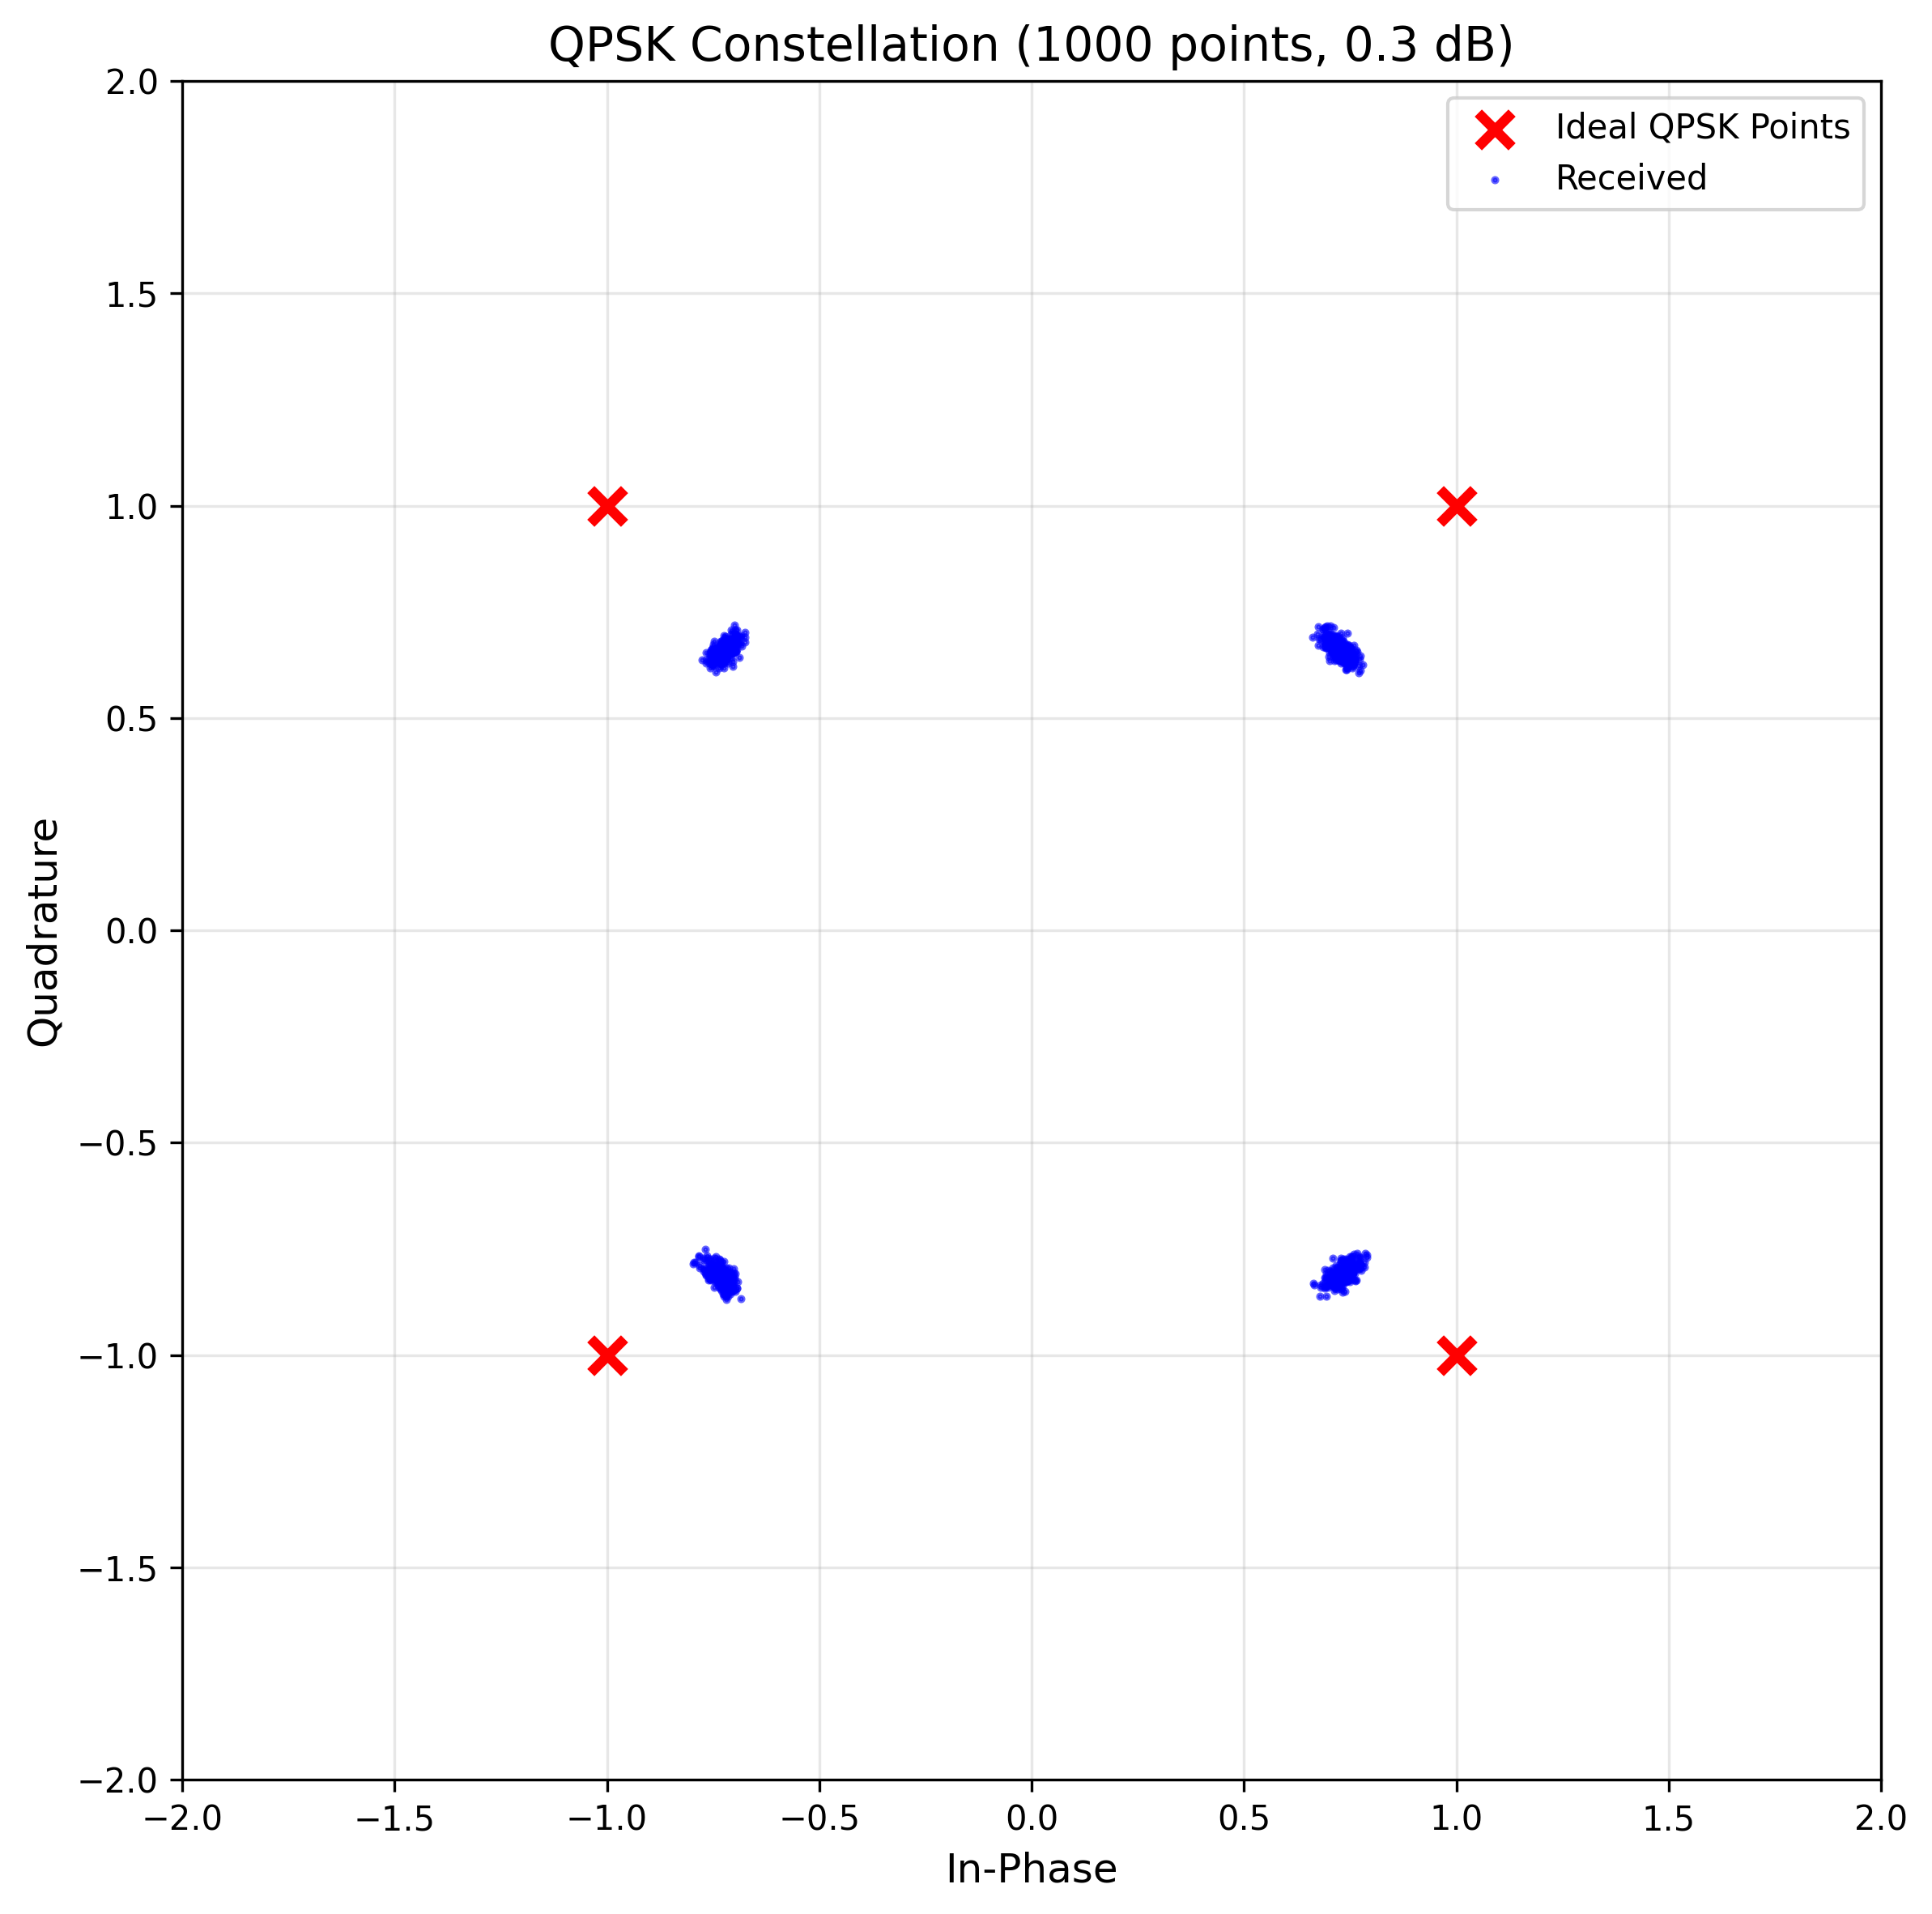 QPSK Constellation (1000 points, 0.3 dB)
Ideal QPSK Points
Received
2.0
1.5
1.0
0.5
0.0
−0.5
−1.0
−1.5
−2.0
Quadrature
−2.0 −1.5 −1.0 −0.5 0.0 0.5 1.0 1.5 2.0
In-Phase